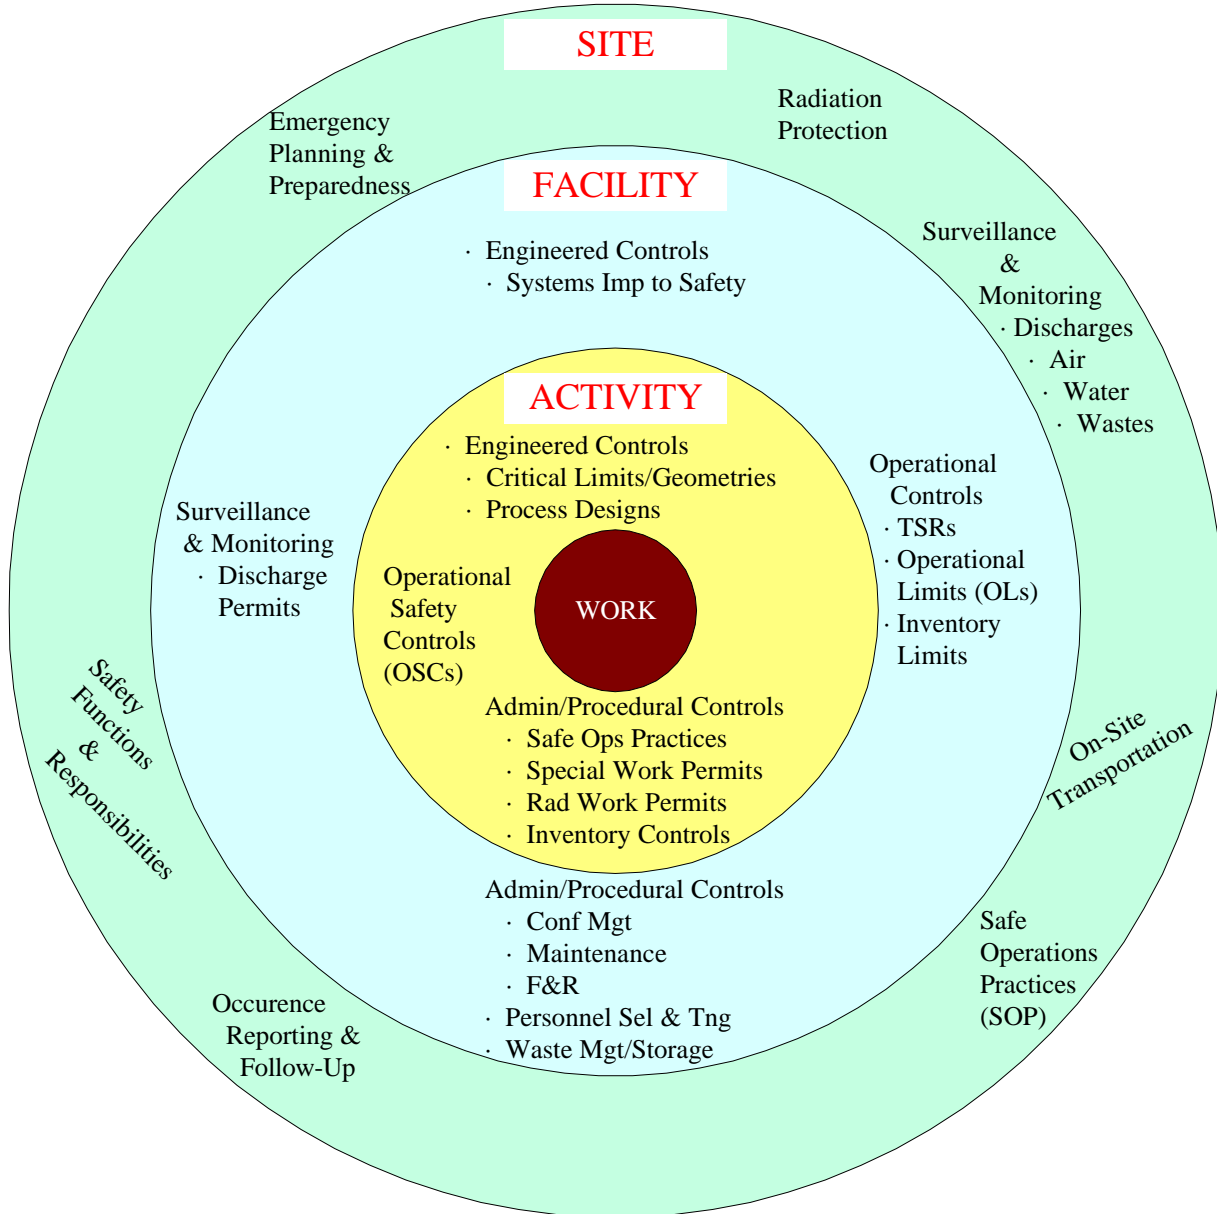 SITE
Emergency
Planning &
Preparedness
Radiation
Protection
Surveillance
&
Monitoring
· Discharges
· Air
· Water
· Wastes
On-Site
Transportation
Safe
Operations
Practices
(SOP)
Occurence
Reporting &
Follow-Up
Safety
Functions
&
Responsibilities
FACILITY
· Engineered Controls
· Systems Imp to Safety
Surveillance
& Monitoring
· Discharge
Permits
Operational
Controls
· TSRs
· Operational
Limits (OLs)
· Inventory
Limits
Admin/Procedural Controls
· Conf Mgt
· Maintenance
· F&R
· Personnel Sel & Tng
· Waste Mgt/Storage
ACTIVITY
· Engineered Controls
· Critical Limits/Geometries
· Process Designs
Operational
Safety
Controls
(OSCs)
WORK
Admin/Procedural Controls
· Safe Ops Practices
· Special Work Permits
· Rad Work Permits
· Inventory Controls